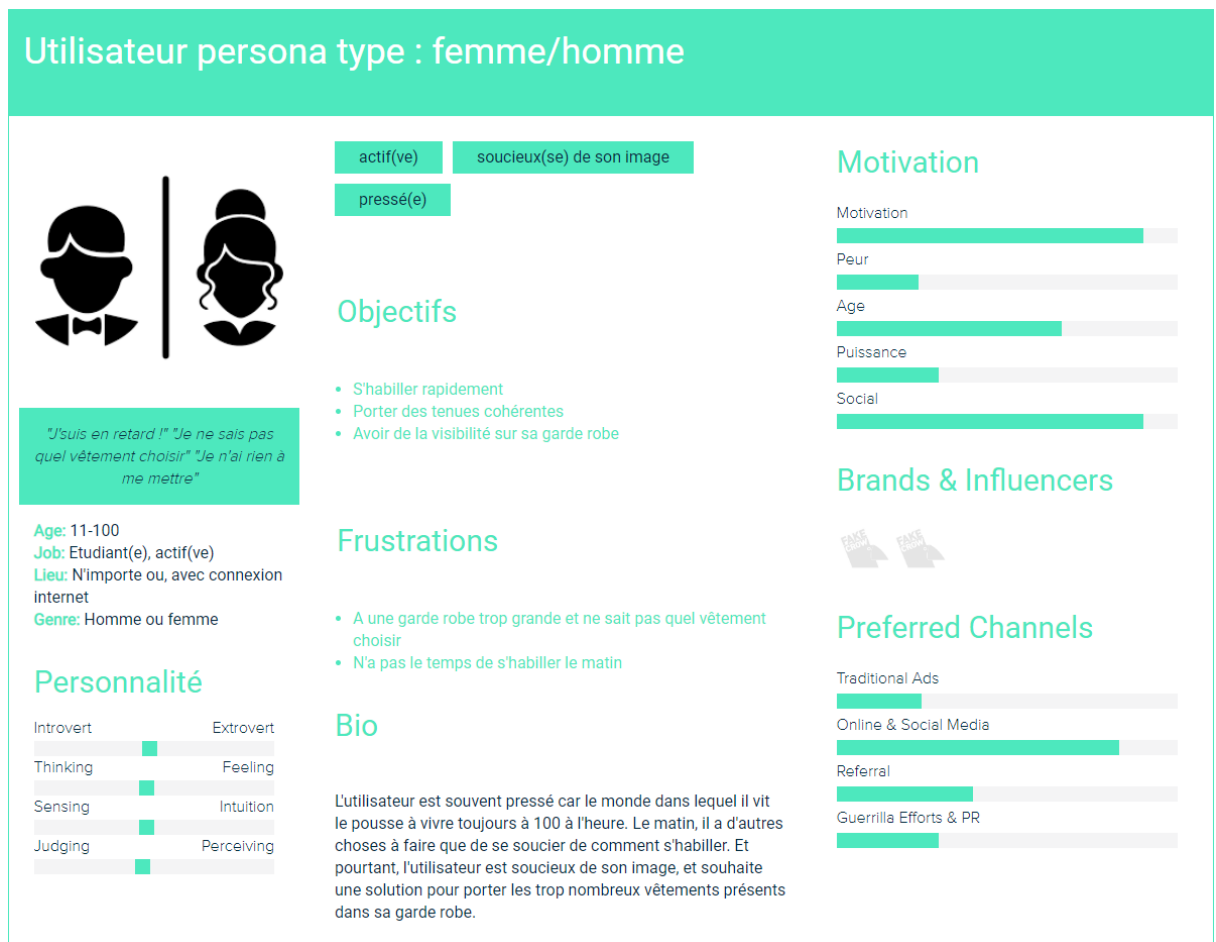 Utilisateur persona type : femme/homme
"J'suis en retard !" "Je ne sais pas
quel vêtement choisir" "Je n'ai rien à
me mettre"
Age: 11-100
Job: Etudiant(e), actif(ve)
Lieu: N'importe ou, avec connexion
internet
Genre: Homme ou femme
Personnalité
Introvert Extrovert
Thinking Feeling
Sensing Intuition
Judging Perceiving
actif(ve) soucieux(se) de son image
pressé(e)
Objectifs
• S'habiller rapidement
• Porter des tenues cohérentes
• Avoir de la visibilité sur sa garde robe
Frustrations
• A une garde robe trop grande et ne sait pas quel vêtement
choisir
• N'a pas le temps de s'habiller le matin
Bio
L'utilisateur est souvent pressé car le monde dans lequel il vit
le pousse à vivre toujours à 100 à l'heure. Le matin, il a d'autres
choses à faire que de se soucier de comment s'habiller. Et
pourtant, l'utilisateur est soucieux de son image, et souhaite
une solution pour porter les trop nombreux vêtements présents
dans sa garde robe.
Motivation
Motivation
Peur
Age
Puissance
Social
Brands & Influencers
FAKE
CROW
FAKE
CROW
Preferred Channels
Traditional Ads
Online & Social Media
Referral
Guerrilla Efforts & PR